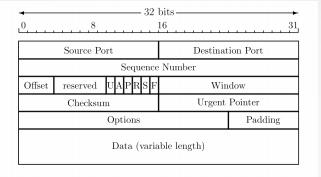 32 bits
0 8 16 31
Source Port Destination Port
Sequence Number
Offset reserved U A P R S F Window
Checksum Urgent Pointer
Options Padding
Data (variable length)